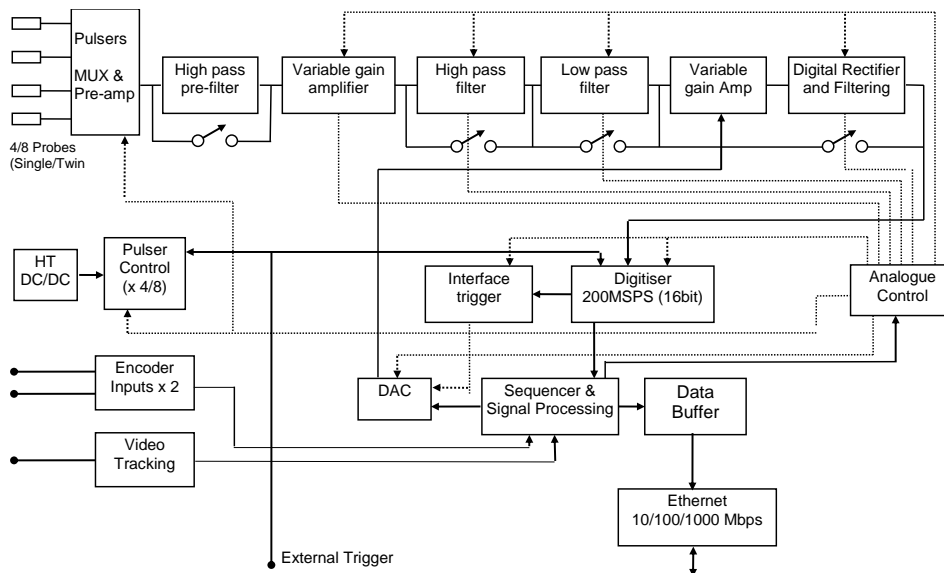 Pulsers
MUX &
Pre-amp
4/8 Probes
(Single/Twin
High pass
pre-filter
Variable gain
amplifier
High pass
filter
Low pass
filter
Variable
gain Amp
Digital Rectifier
and Filtering
HT
DC/DC
Pulser
Control
(x 4/8)
Interface
trigger
Digitiser
200MSPS (16bit)
Analogue
Control
Encoder
Inputs x 2
DAC
Sequencer &
Signal Processing
Data
Buffer
Video
Tracking
Ethernet
10/100/1000 Mbps
External Trigger